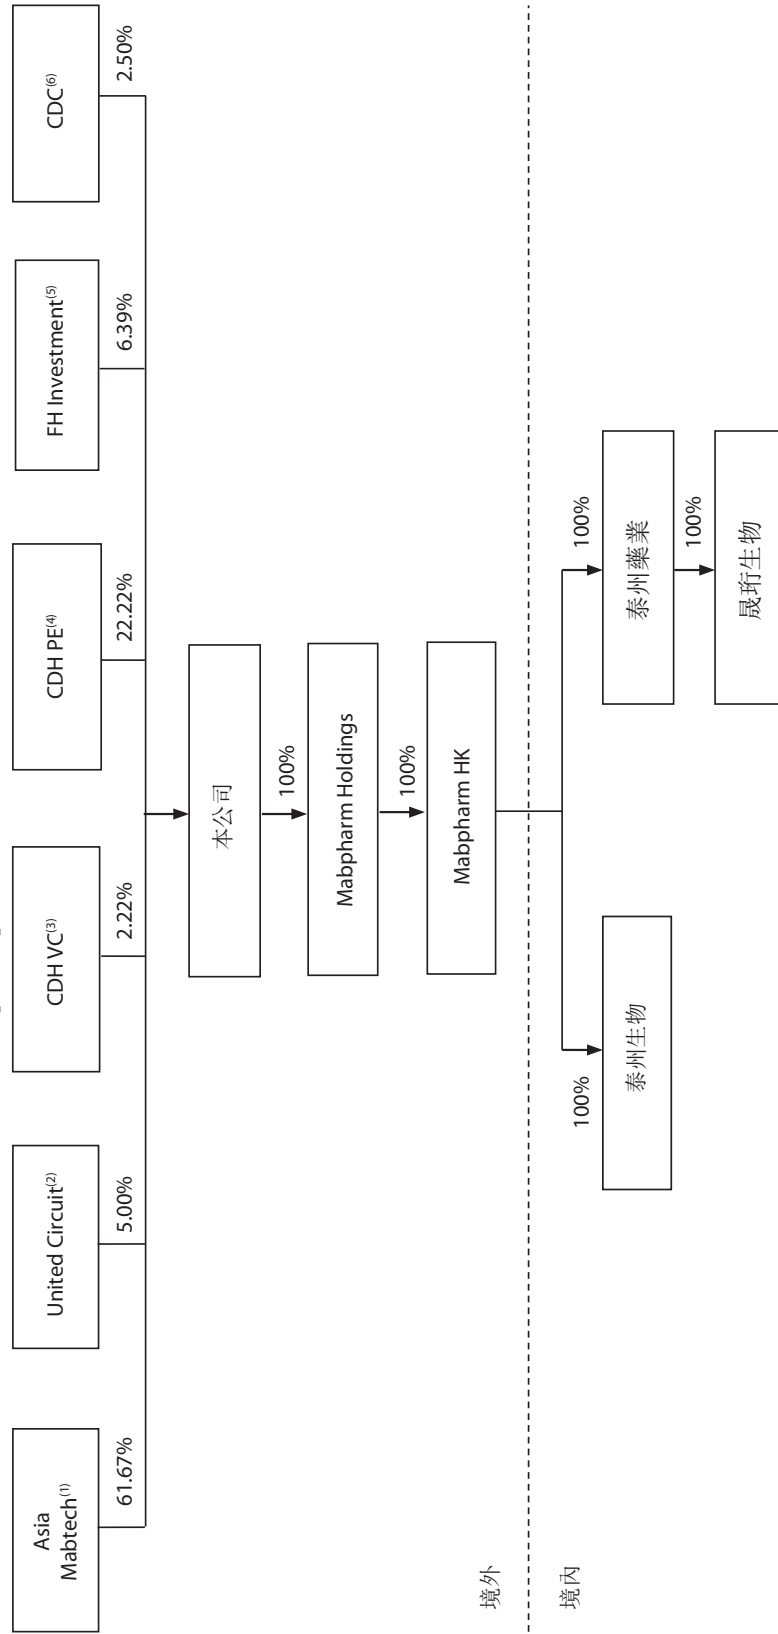 Asia
Mabtech(1)
United Circuit(2)
CDH VC(3)
CDH PE(4)
FH Investment(5)
CDC(6)
61.67%
5.00%
2.22%
22.22%
6.39%
2.50%
本公司
100%
Mabpharm Holdings
100%
Mabpharm HK
境外
境內
100%
100%
泰州生物
泰州藥業
100%
晟珩生物